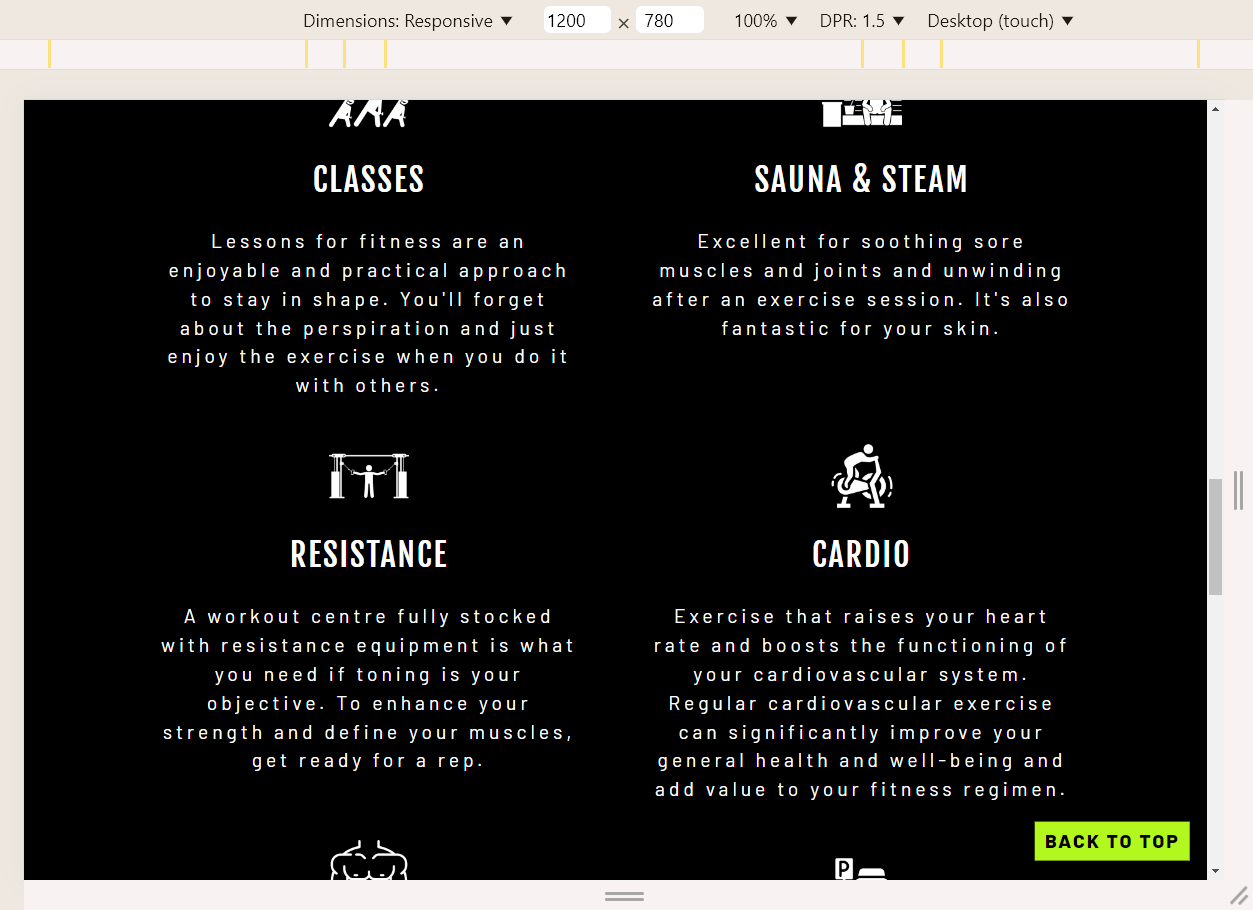 Dimensions: Responsive ▼ 1200 × 780 100% ▼ DPR: 1.5 ▼ Desktop (touch) ▼
CLASSES
Lessons for fitness are an
enjoyable and practical approach
to stay in shape. You'll forget
about the perspiration and just
enjoy the exercise when you do it
with others.
SAUNA & STEAM
Excellent for soothing sore
muscles and joints and unwinding
after an exercise session. It's also
fantastic for your skin.
RESISTANCE
A workout centre fully stocked
with resistance equipment is what
you need if toning is your
objective. To enhance your
strength and define your muscles,
get ready for a rep.
CARDIO
Exercise that raises your heart
rate and boosts the functioning of
your cardiovascular system.
Regular cardiovascular exercise
can significantly improve your
general health and well-being and
add value to your fitness regimen.
P
BACK TO TOP